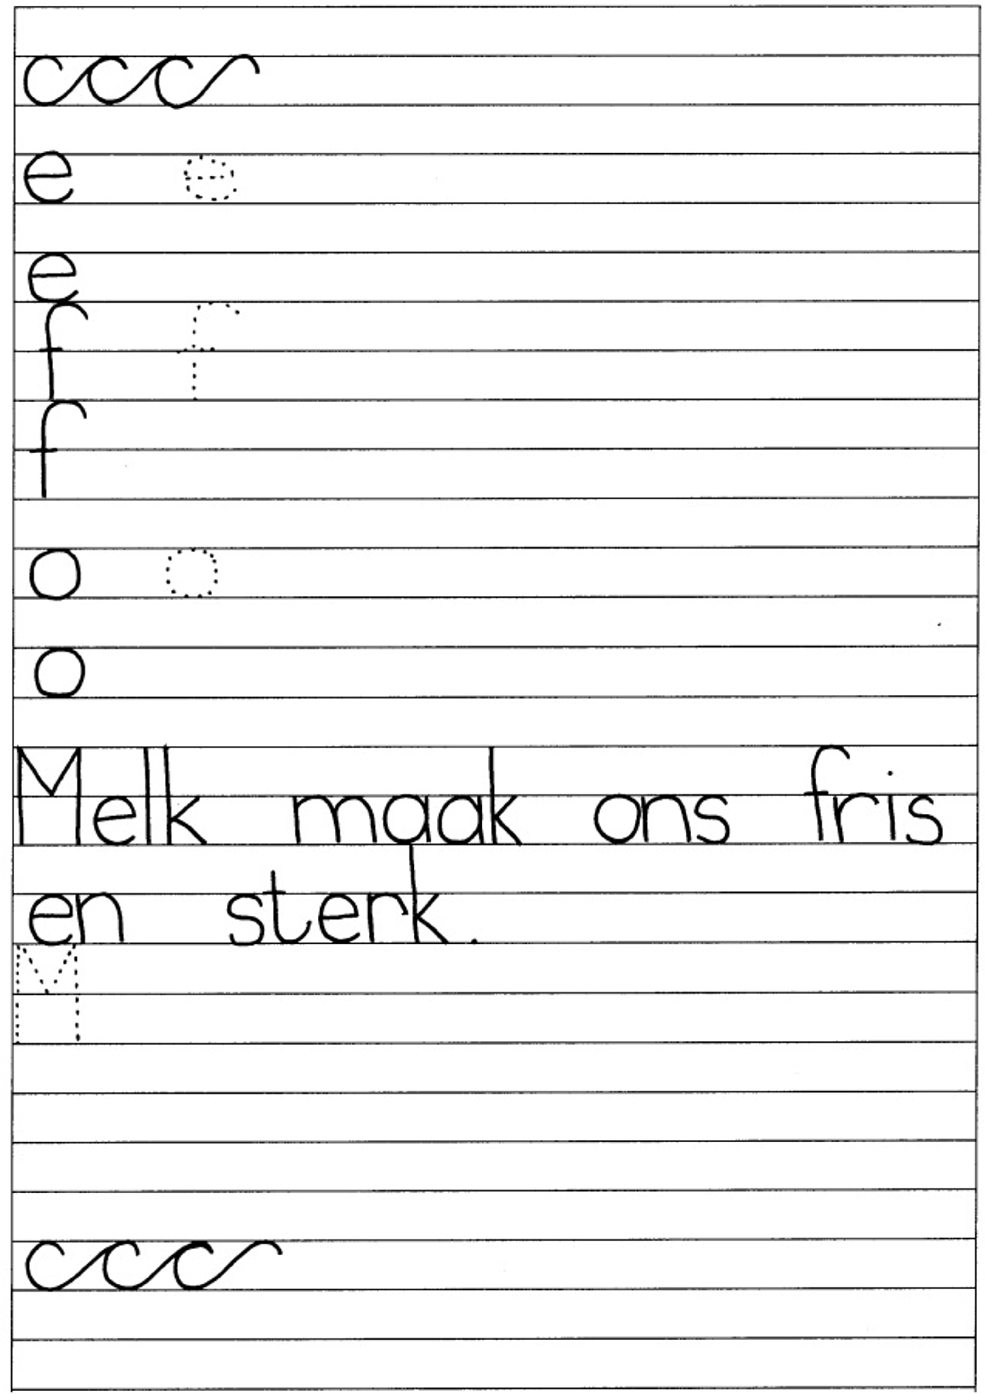 ccc
e e
e
f f
f
o o
o
Melk maak ons fris
en sterk.
M
ccc